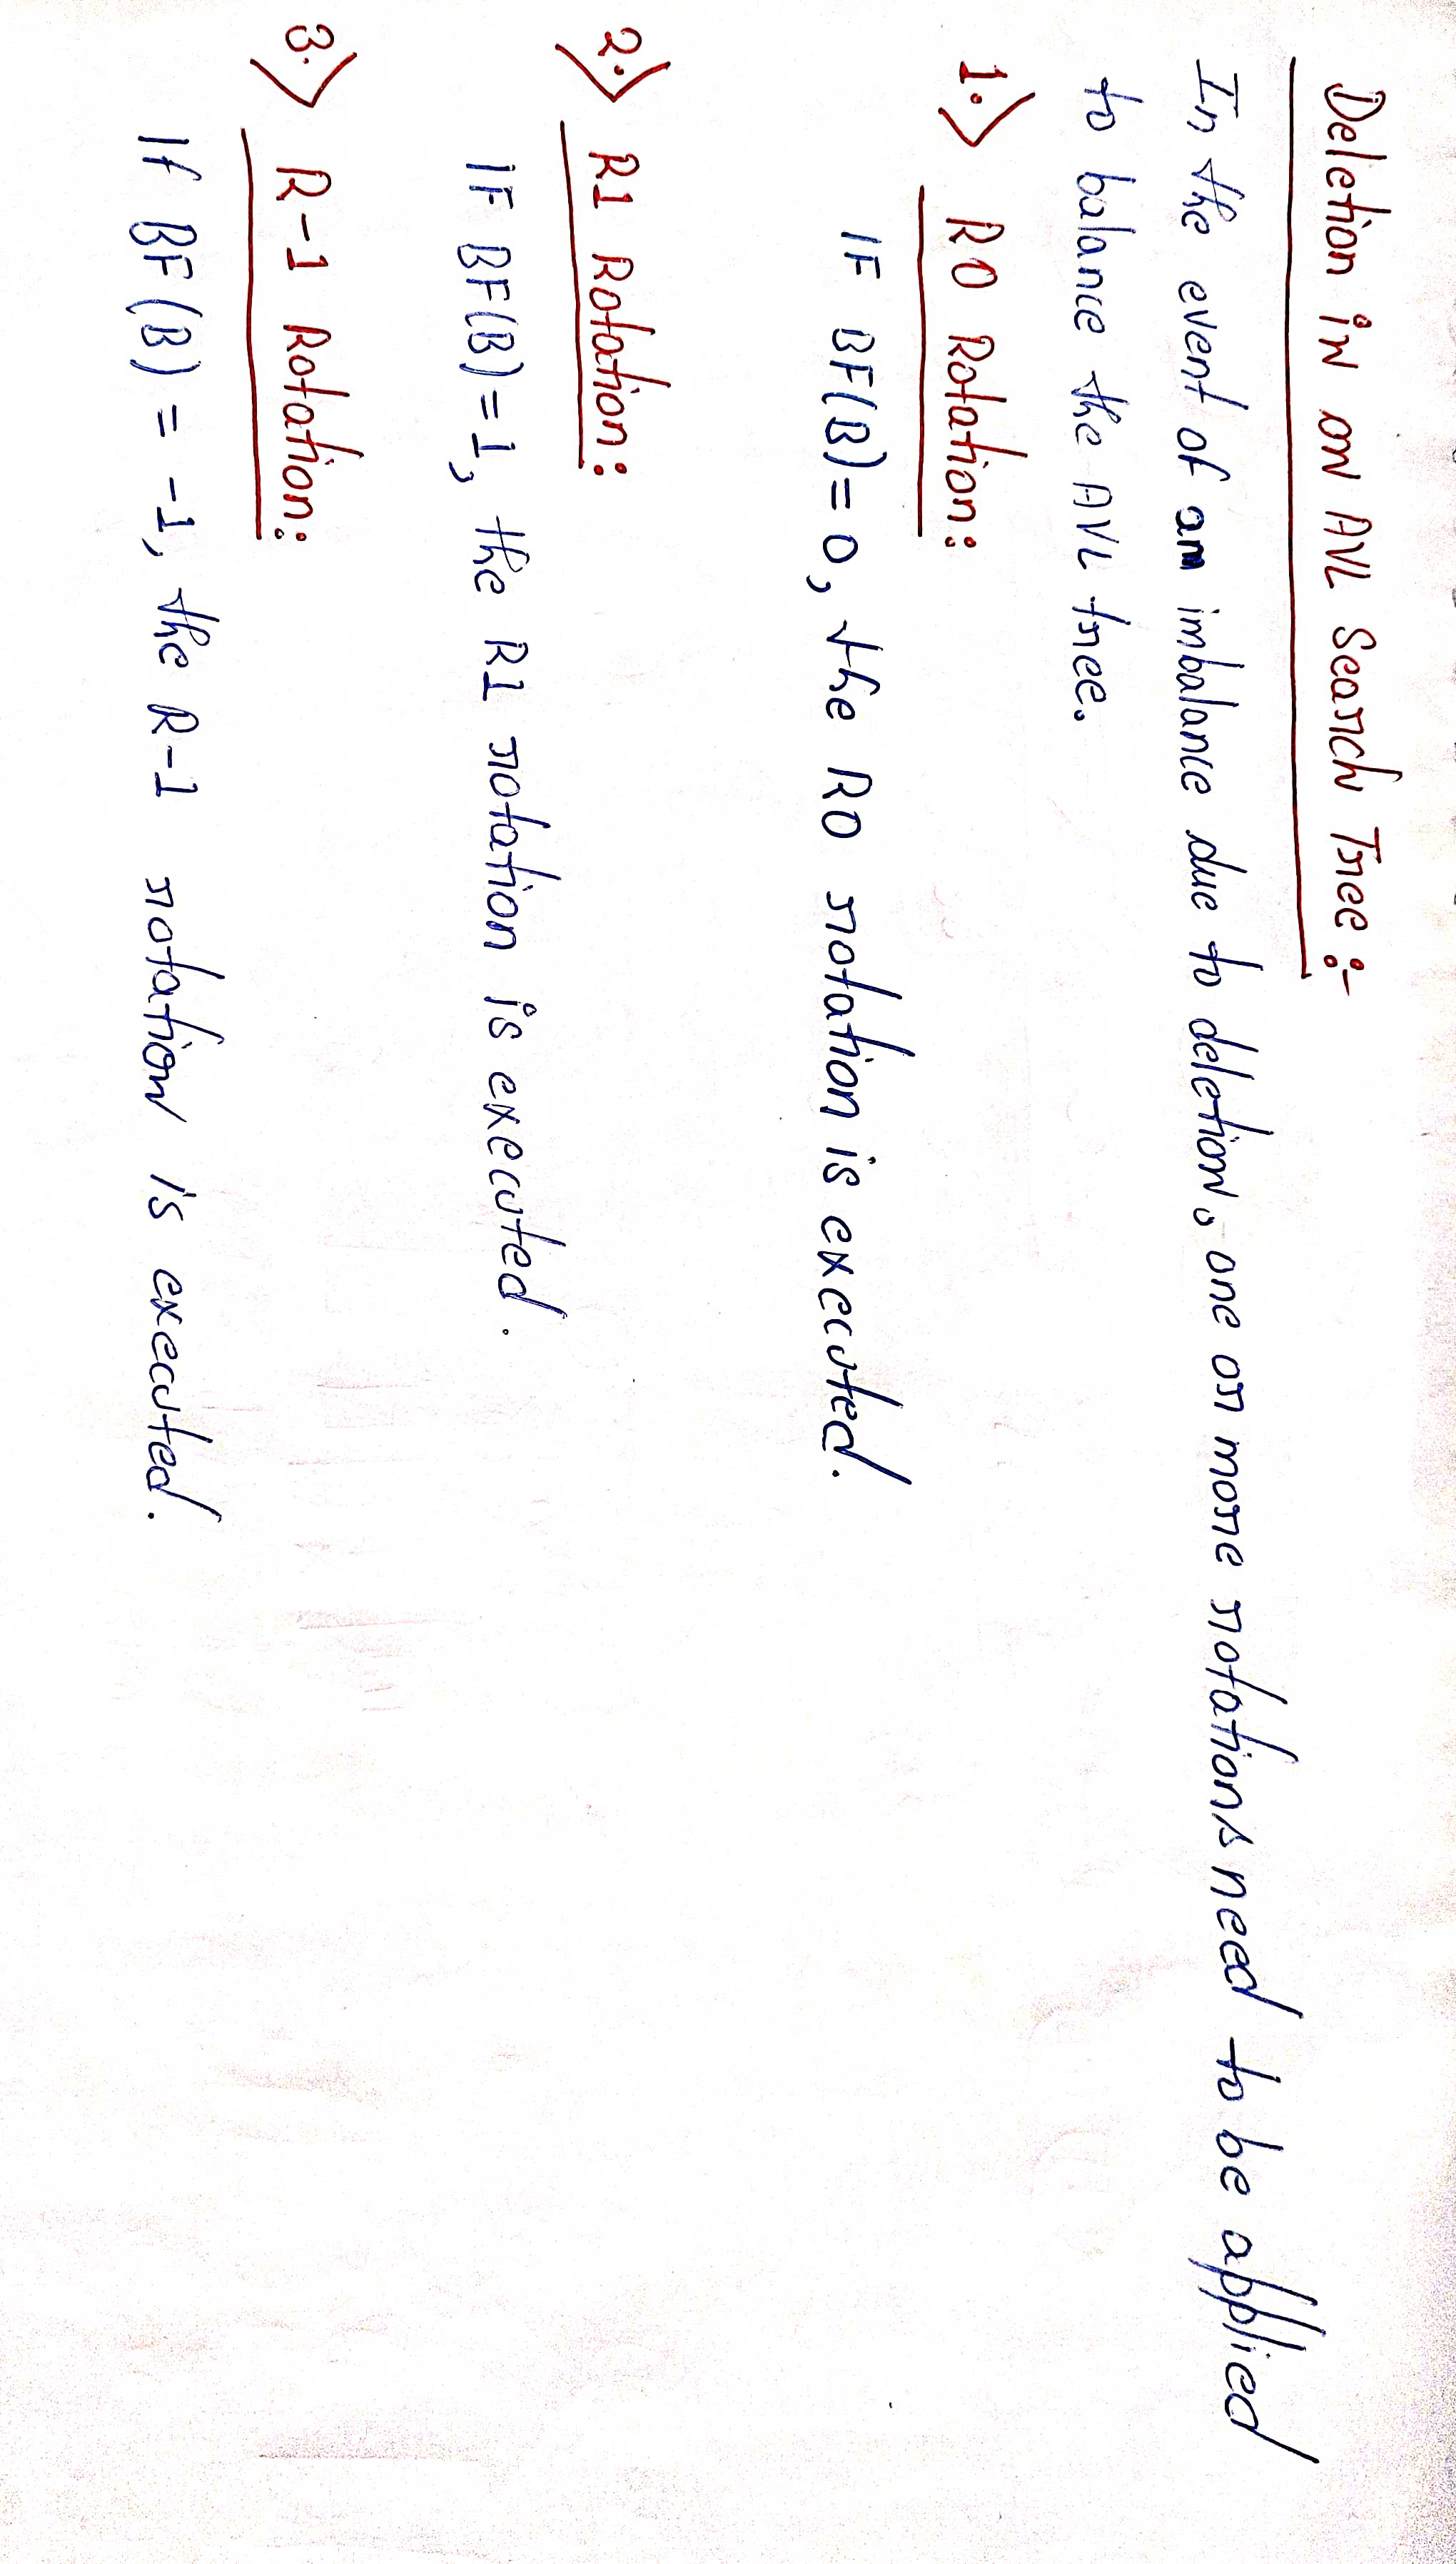 Deletion in an AVL Search Tree :-
In the event of an imbalance due to deletion, one or more rotations need to be applied
to balance the AVL tree.
1.> R0 Rotation:
IF BF(B)=0, the R0 rotation is executed.
2.> R1 Rotation:
IF BF(B)=1, the R1 rotation is executed.
3.> R-1 Rotation:
If BF(B) = -1, the R-1 rotation is executed.